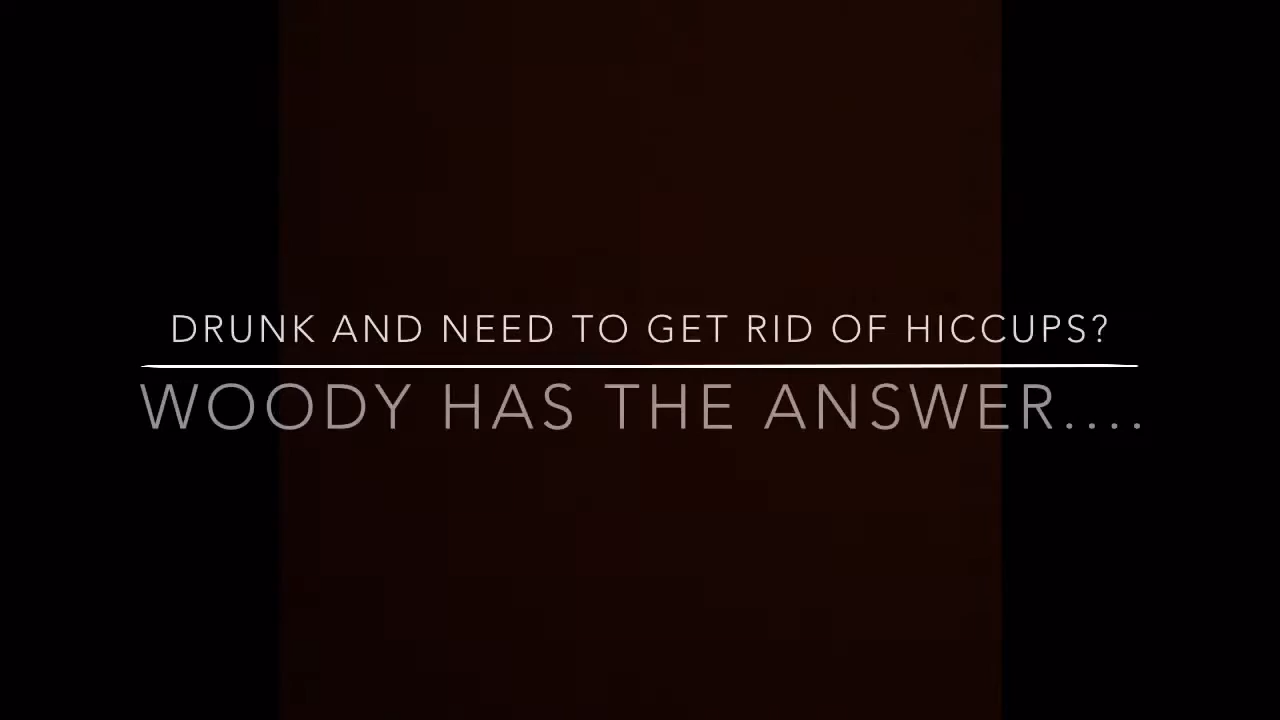 DRUNK AND NEED TO GET RID OF HICCUPS?
WOODY HAS THE ANSWER....